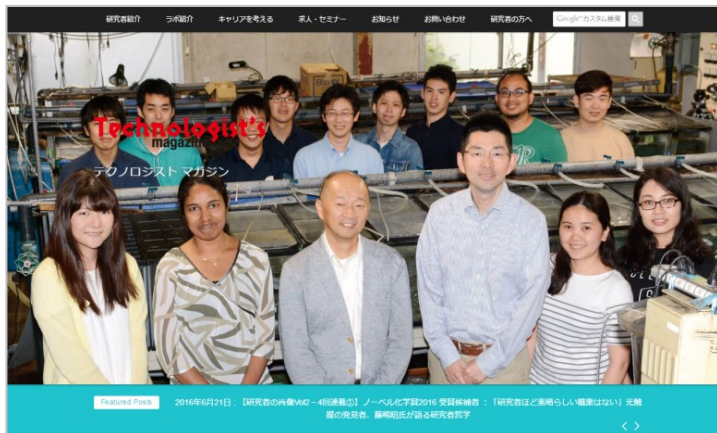 研究者紹介
ラボ紹介
キャリアを考える
求人・セミナー
お知らせ
お問い合わせ
研究者の方へ
Google カスタム検索
Technologist's
magazine
テクノロジスト マガジン
Featured Posts
2016年6月21日 : 【研究者の肖像Vol2－4回連載①】ノーベル化学賞2016 受賞候補者 ：「研究者ほど素晴らしい職業はない」光触
媒の発見者、藤嶋昭氏が語る研究者哲学